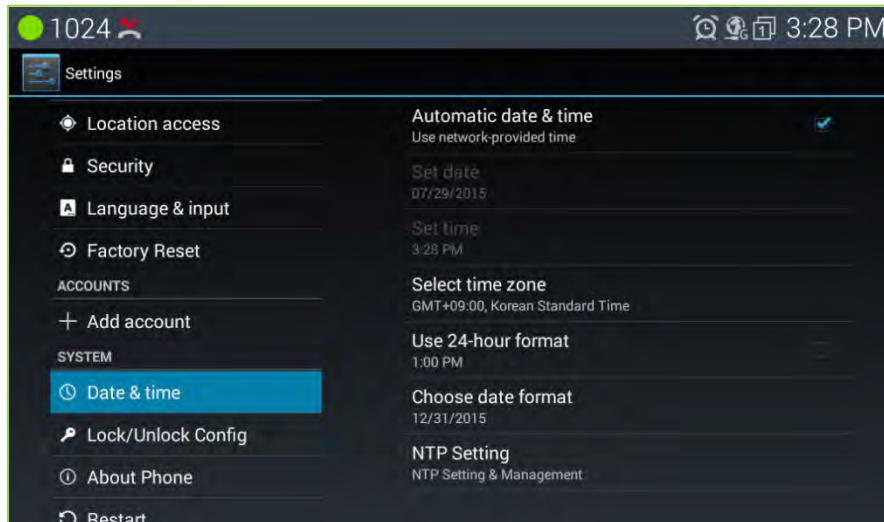 1024
1
3:28 PM
Settings
Location access
Security
A Language & input
Factory Reset
ACCOUNTS
Add account
SYSTEM
Date & time
Lock/Unlock Config
About Phone
Restart
Automatic date & time
Use network-provided time
Set date
07/29/2015
Set time
3:28 PM
Select time zone
GMT+09:00, Korean Standard Time
Use 24-hour format
1:00 PM
Choose date format
12/31/2015
NTP Setting
NTP Setting & Management